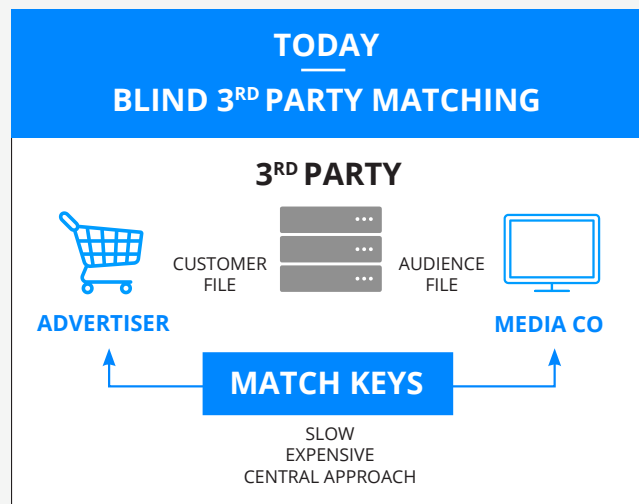 TODAY
BLIND 3RD PARTY MATCHING
3RD PARTY
CUSTOMER
FILE
AUDIENCE
FILE
ADVERTISER
MEDIA CO
MATCH KEYS
SLOW
EXPENSIVE
CENTRAL APPROACH